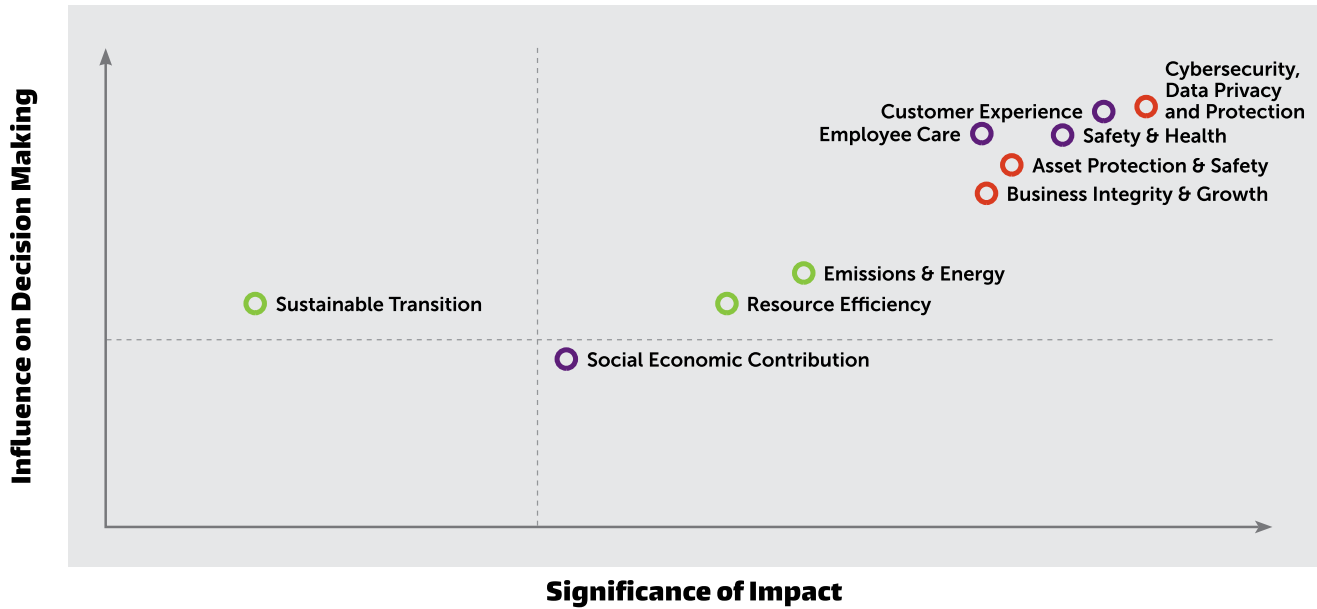 Influence on Decision Making
Cybersecurity,
Data Privacy
and Protection
Customer Experience
Employee Care
Safety & Health
Asset Protection & Safety
Business Integrity & Growth
Emissions & Energy
Sustainable Transition
Resource Efficiency
Social Economic Contribution
Significance of Impact